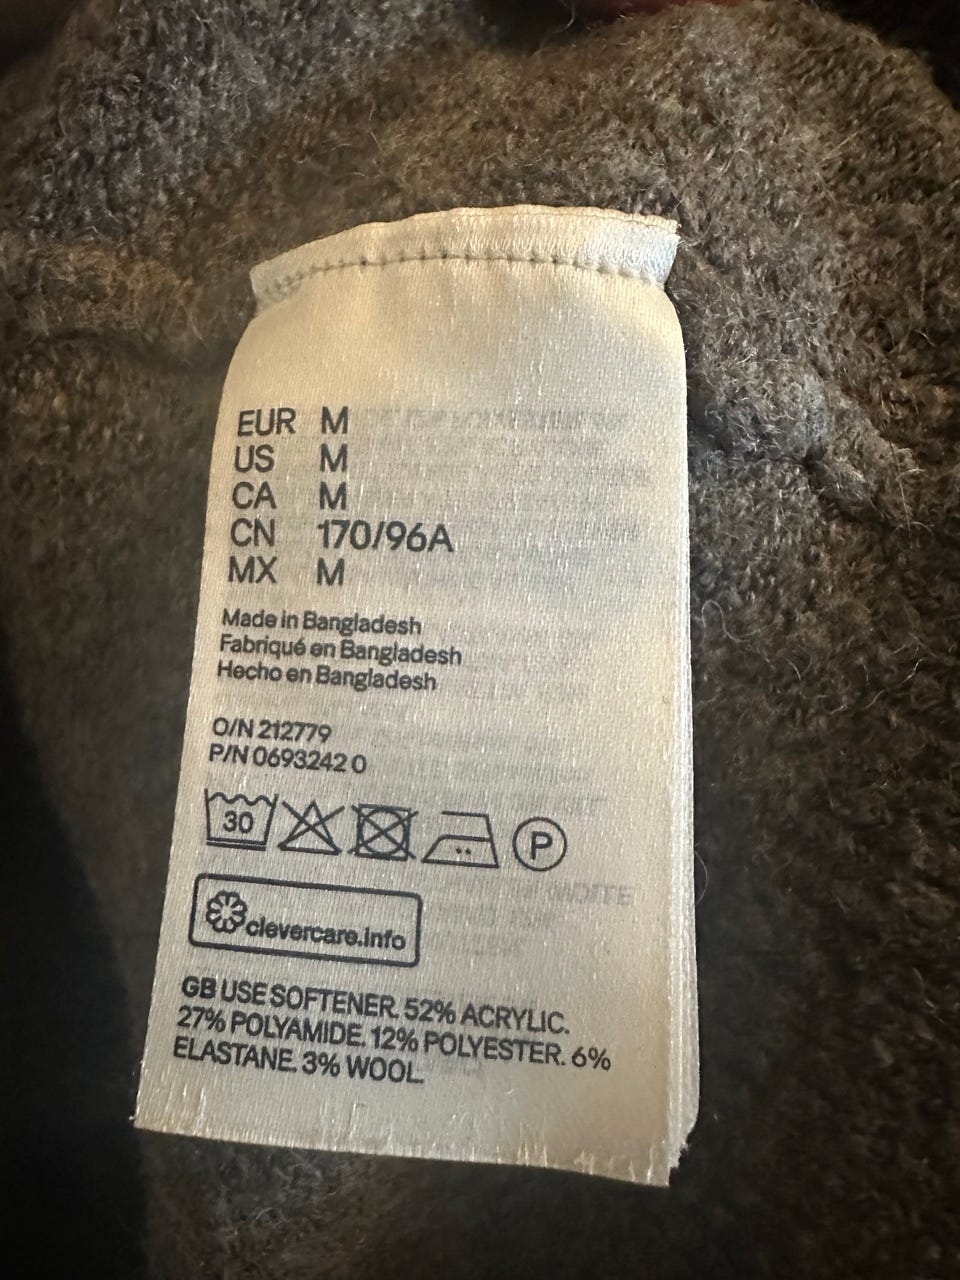 EUR M
US M
CA M
CN 170/96A
MX M
Made in Bangladesh
Fabriqué en Bangladesh
Hecho en Bangladesh
O/N 212779
P/N 0693242 0
30
P
clevercare.info
GB USE SOFTENER. 52% ACRYLIC.
27% POLYAMIDE. 12% POLYESTER. 6%
ELASTANE. 3% WOOL.